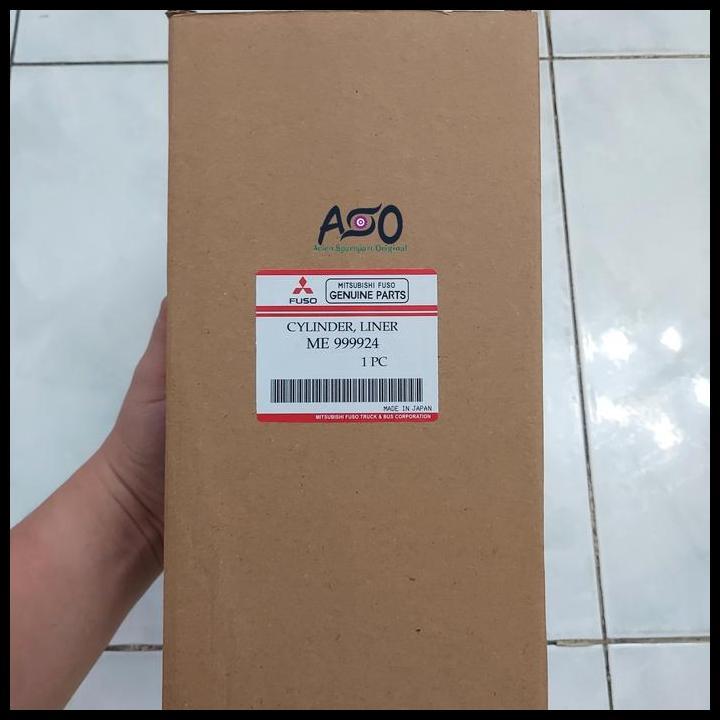 ASO
Asien Sparepart Original
FUSO
MITSUBISHI FUSO
GENUINE PARTS
CYLINDER, LINER
ME 999924
1 PC
MADE IN JAPAN
MITSUBISHI FUSO TRUCK & BUS CORPORATION